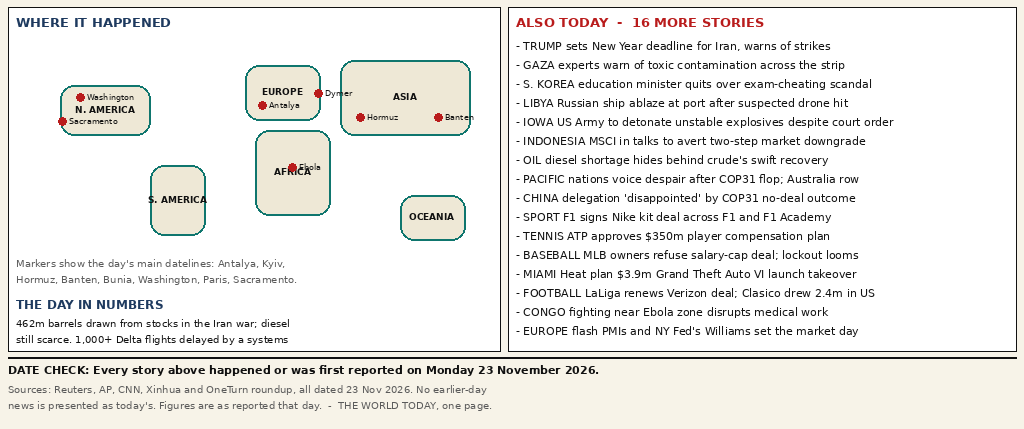 WHERE IT HAPPENED
Washington
N. AMERICA
Sacramento
S. AMERICA
EUROPE
Antalya
Dymer
ASIA
Hormuz
Banten
Ebola
AFRICA
OCEANIA
Markers show the day's main datelines: Antalya, Kyiv,
Hormuz, Banten, Bunia, Washington, Paris, Sacramento.
THE DAY IN NUMBERS
462m barrels drawn from stocks in the Iran war; diesel
still scarce. 1,000+ Delta flights delayed by a systems
ALSO TODAY - 16 MORE STORIES
- TRUMP sets New Year deadline for Iran, warns of strikes
- GAZA experts warn of toxic contamination across the strip
- S. KOREA education minister quits over exam-cheating scandal
- LIBYA Russian ship ablaze at port after suspected drone hit
- IOWA US Army to detonate unstable explosives despite court order
- INDONESIA MSCI in talks to avert two-step market downgrade
- OIL diesel shortage hides behind crude's swift recovery
- PACIFIC nations voice despair after COP31 flop; Australia row
- CHINA delegation 'disappointed' by COP31 no-deal outcome
- SPORT F1 signs Nike kit deal across F1 and F1 Academy
- TENNIS ATP approves $350m player compensation plan
- BASEBALL MLB owners refuse salary-cap deal; lockout looms
- MIAMI Heat plan $3.9m Grand Theft Auto VI launch takeover
- FOOTBALL LaLiga renews Verizon deal; Clasico drew 2.4m in US
- CONGO fighting near Ebola zone disrupts medical work
- EUROPE flash PMIs and NY Fed's Williams set the market day
DATE CHECK: Every story above happened or was first reported on Monday 23 November 2026.
Sources: Reuters, AP, CNN, Xinhua and OneTurn roundup, all dated 23 Nov 2026. No earlier-day
news is presented as today's. Figures are as reported that day. - THE WORLD TODAY, one page.